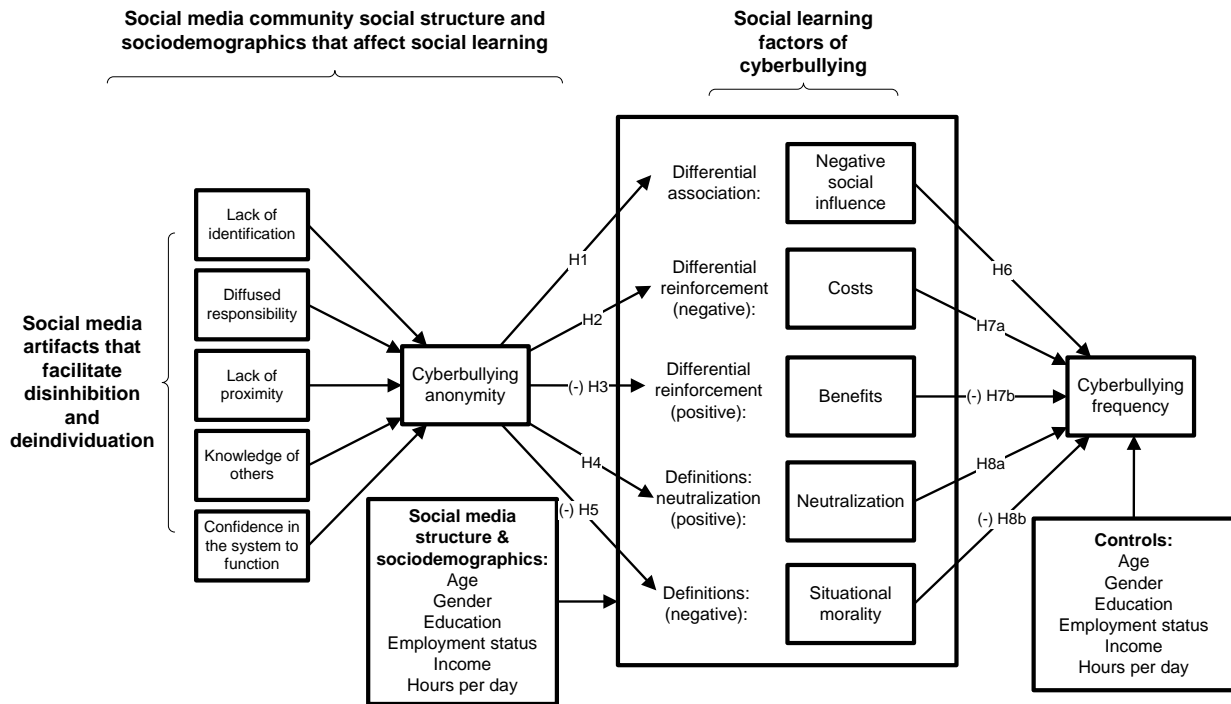 Social media community social structure and
sociodemographics that affect social learning
Social learning
factors of
cyberbullying
Social media
artifacts that
facilitate
disinhibition
and
deindividuation
Lack of
identification
Diffused
responsibility
Lack of
proximity
Knowledge of
others
Confidence in
the system to
function
Cyberbullying
anonymity
H1
H2
(-) H3
H4
(-) H5
Social media
structure &
sociodemographics:
Age
Gender
Education
Employment status
Income
Hours per day
Differential
association:
Negative
social
influence
Differential
reinforcement
(negative):
Costs
Differential
reinforcement
(positive):
Benefits
Definitions:
neutralization
(positive):
Neutralization
Definitions:
(negative):
Situational
morality
H6
H7a
(-) H7b
H8a
(-) H8b
Cyberbullying
frequency
Controls:
Age
Gender
Education
Employment status
Income
Hours per day